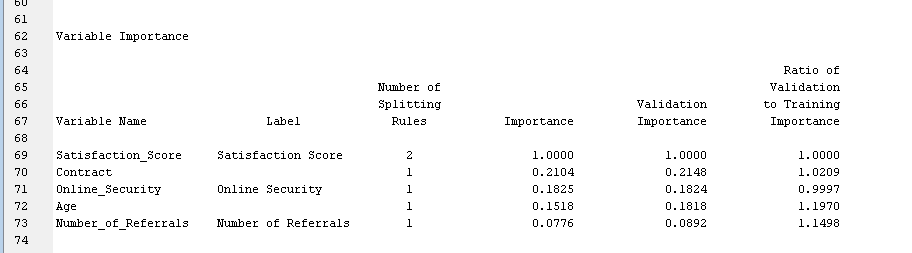 60
61
62 Variable Importance
63
64 Ratio of
65 Number of Validation
66 Splitting Validation to Training
67 Variable Name Label Rules Importance Importance Importance
68
69 Satisfaction_Score Satisfaction Score 2 1.0000 1.0000 1.0000
70 Contract 1 0.2104 0.2148 1.0209
71 Online_Security Online Security 1 0.1825 0.1824 0.9997
72 Age 1 0.1518 0.1818 1.1970
73 Number_of_Referrals Number of Referrals 1 0.0776 0.0892 1.1498
74